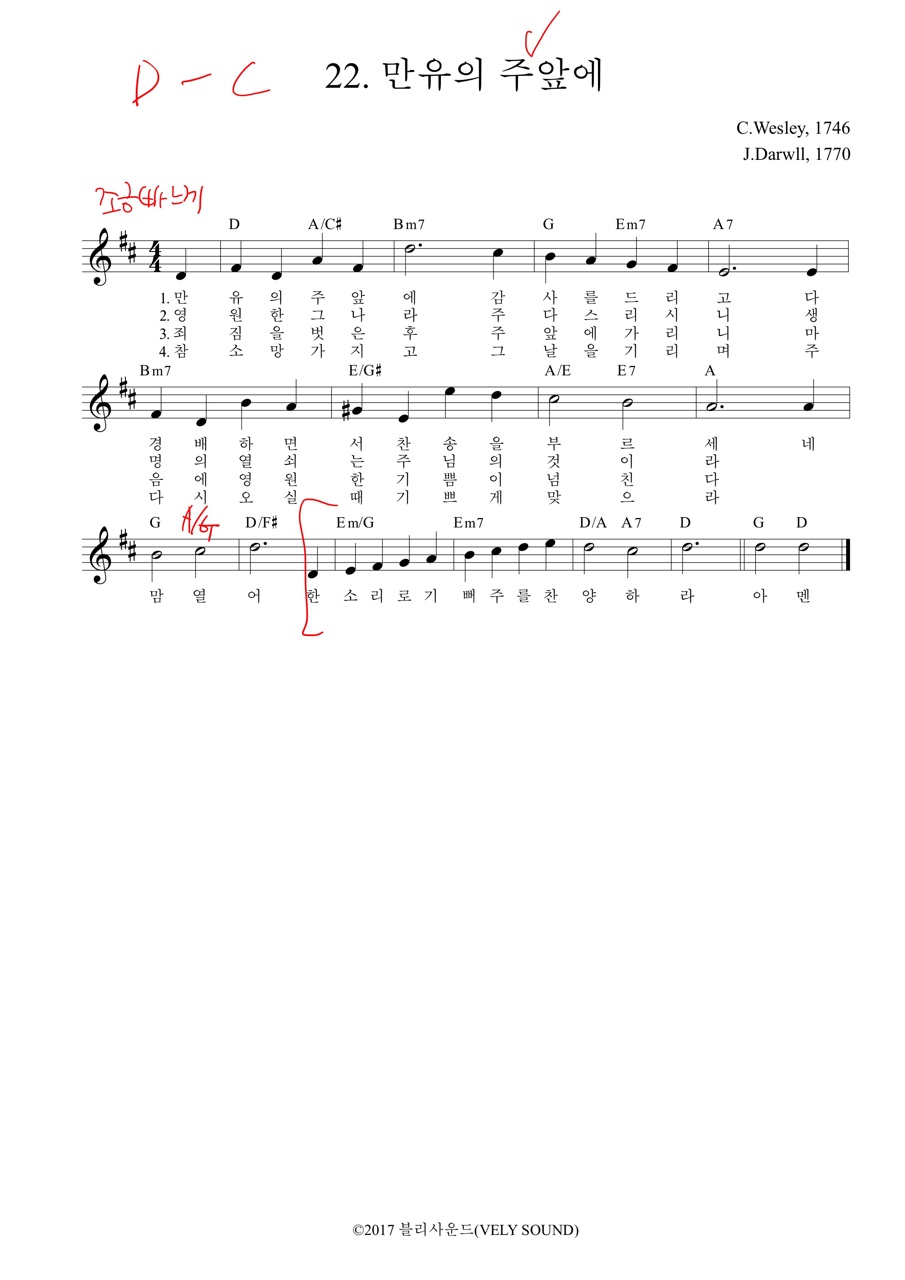 D - C
22. 만유의 주앞에
C.Wesley, 1746
J.Darwll, 1770
조금빠르게
D A/C# Bm7 G Em7 A7
1. 만 유 의 주 앞 에 감 사 를 드 리 고 다
2. 영 원 한 그 나 라 주 다 스 리 시 니 생
3. 죄 짐 을 벗 은 후 주 앞 에 가 리 니 마
4. 참 소 망 가 지 고 그 날 을 기 리 며 주
Bm7 E/G# A/E E7 A
경 배 하 면 서 찬 송 을 부 르 세 네
명 의 열 쇠 는 주 님 의 것 이 라
음 에 영 원 한 기 쁨 이 넘 친 다
다 시 오 실 때 기 쁘 게 맞 으 라
G A/G D/F# Em/G Em7 D/A A7 D G D
맘 열 어 한 소 리 로 기 뻐 주 를 찬 양 하 라 아 멘
©2017 블리사운드(VELY SOUND)